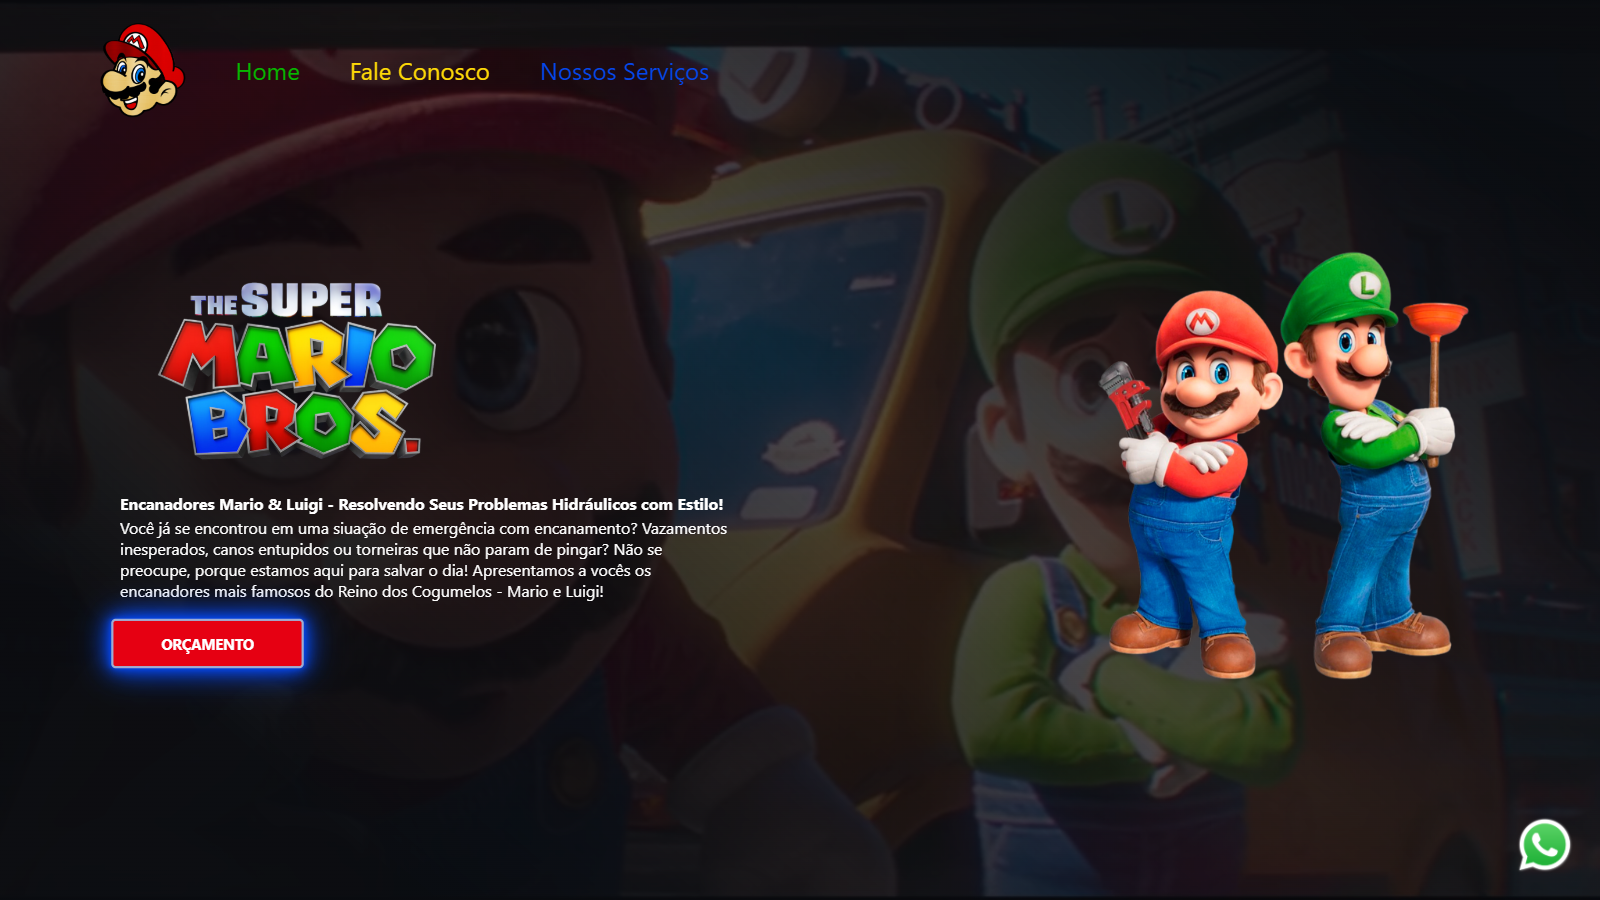 Home
Fale Conosco
Nossos Serviços
THE SUPER
MARIO
BROS.
Encanadores Mario & Luigi - Resolvendo Seus Problemas Hidráulicos com Estilo!
Você já se encontrou em uma siuação de emergência com encanamento? Vazamentos
inesperados, canos entupidos ou torneiras que não param de pingar? Não se
preocupe, porque estamos aqui para salvar o dia! Apresentamos a vocês os
encanadores mais famosos do Reino dos Cogumelos - Mario e Luigi!
ORÇAMENTO
M
L
L
M